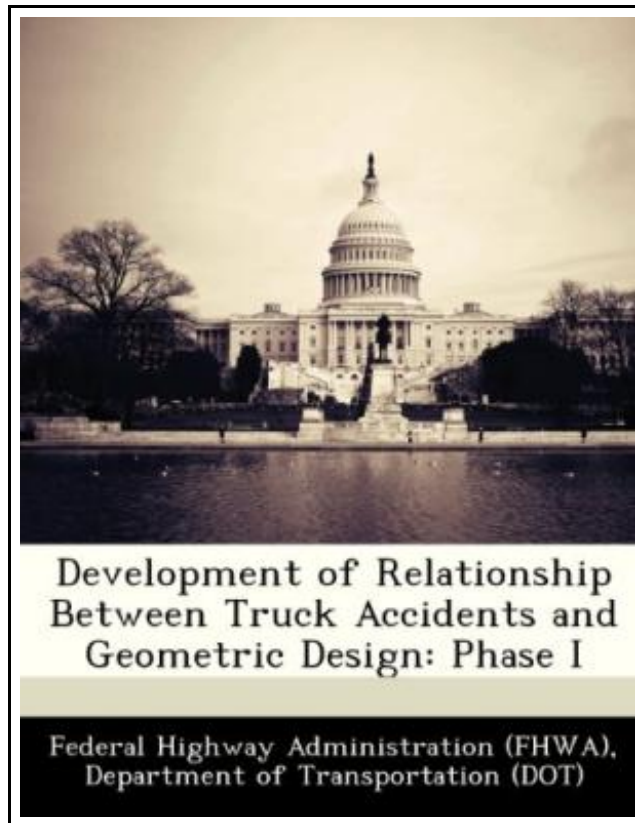 Development of Relationship
Between Truck Accidents and
Geometric Design: Phase I
Federal Highway Administration (FHWA),
Department of Transportation (DOT)